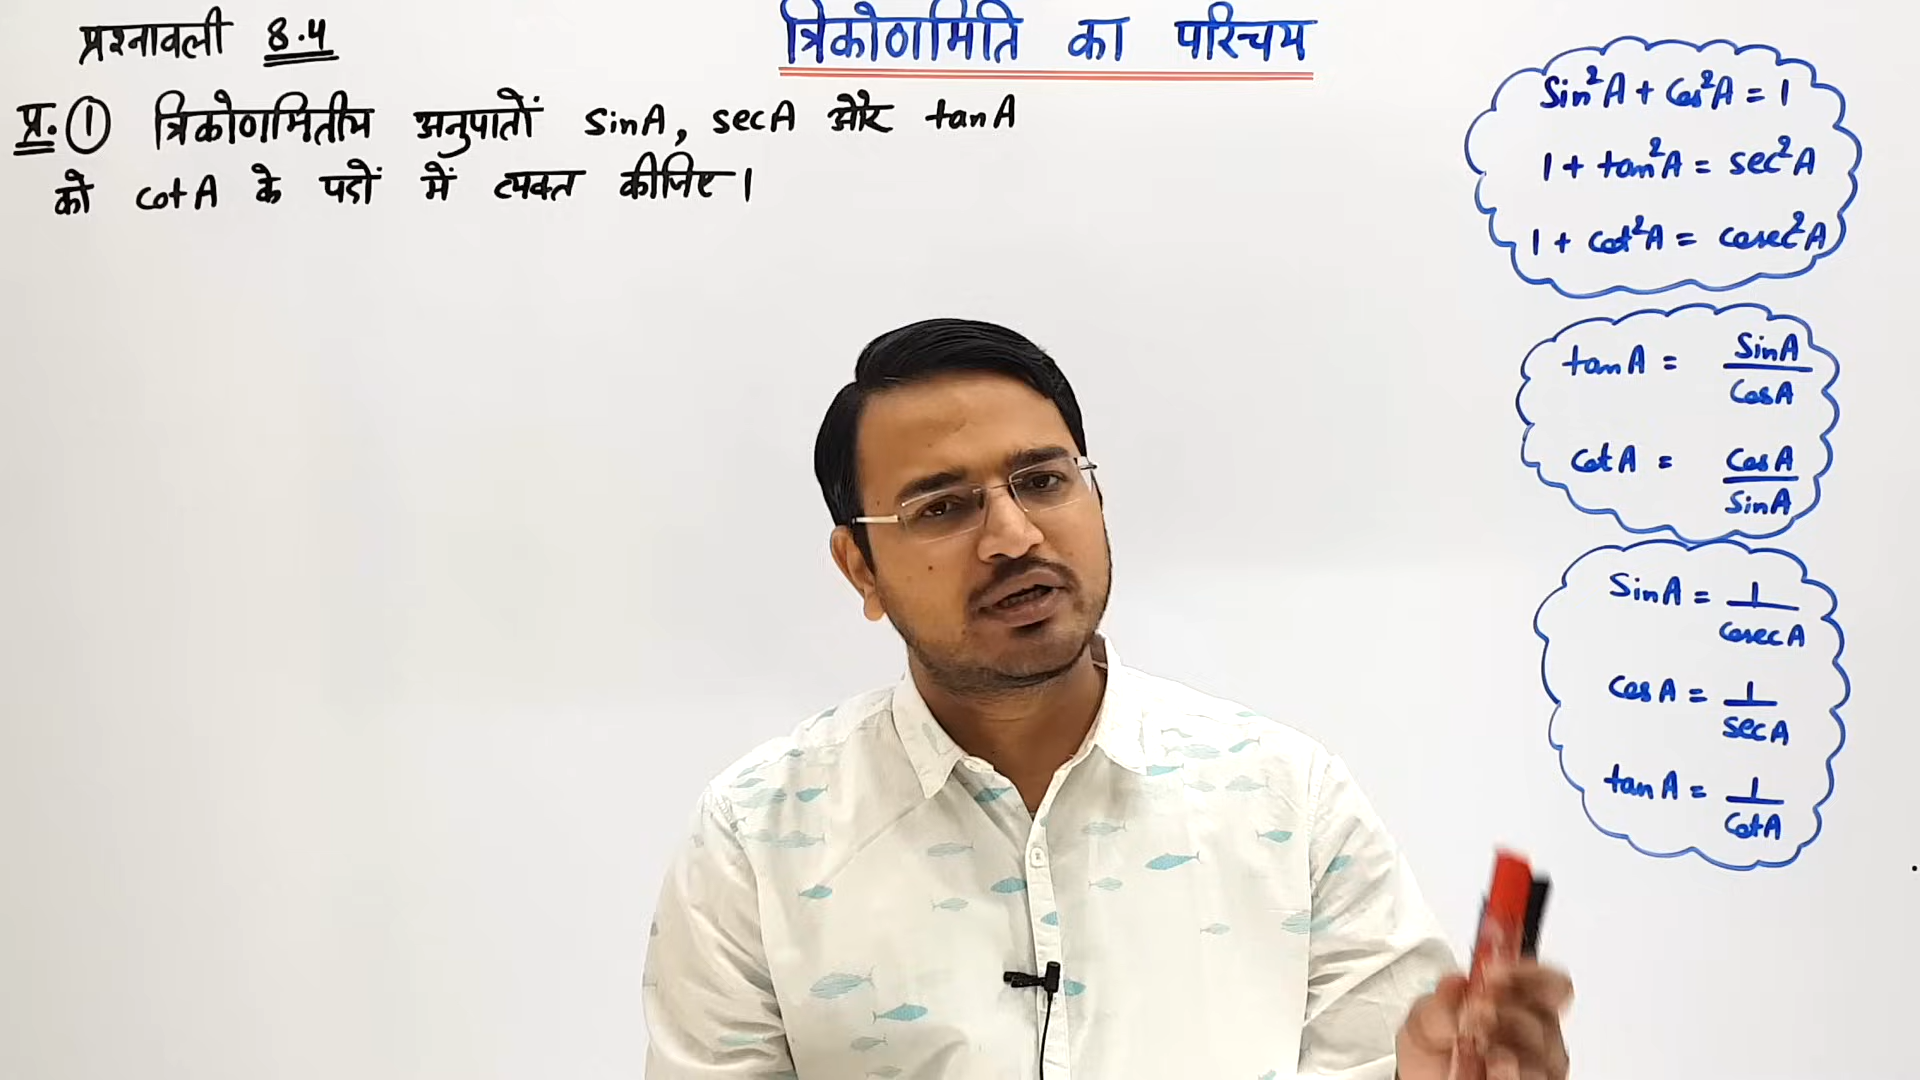 प्रश्नावली 8.4
त्रिकोणमिति का परिचय
प्र. ① त्रिकोणमितीय अनुपातों sinA, secA और tanA
को cotA के पदों में व्यक्त कीजिए।
Sin²A + Cos²A = 1
1 + tan²A = sec²A
1 + cot²A = cosec²A
tanA = SinA/CosA
cotA = CosA/SinA
SinA = 1/CosecA
CosA = 1/secA
tanA = 1/CotA